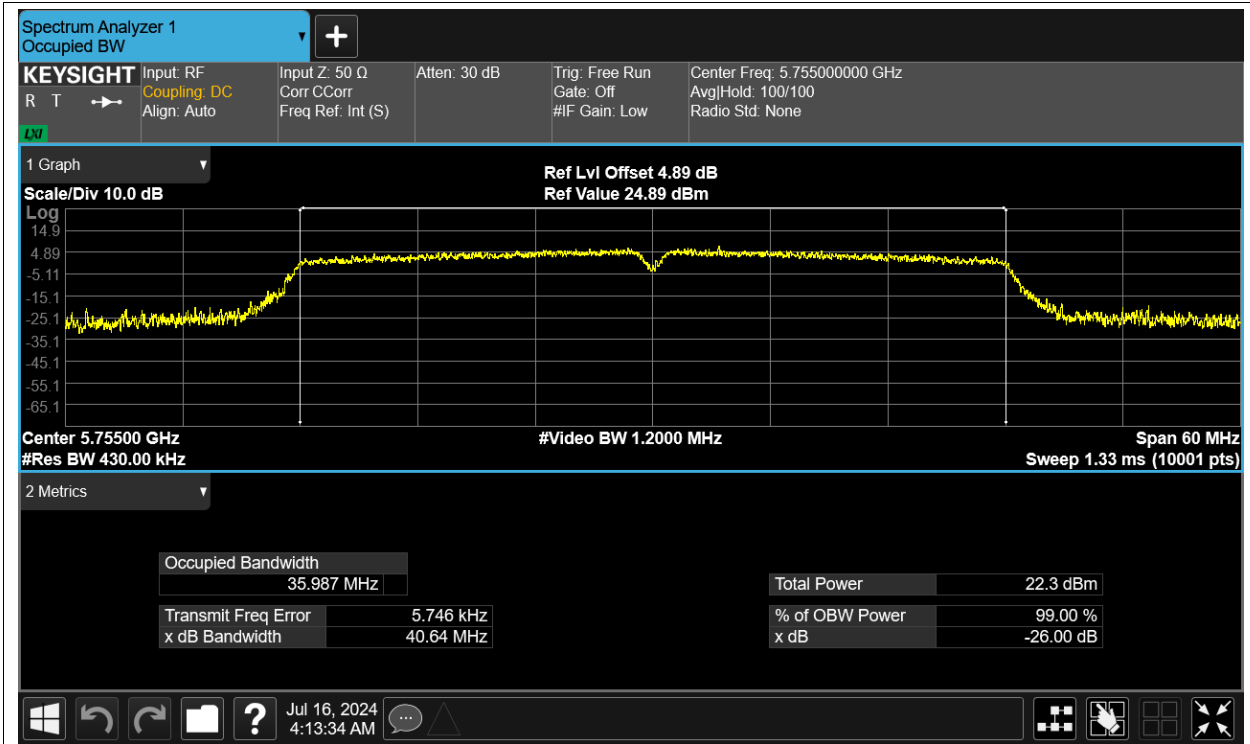 Spectrum Analyzer 1
Occupied BW
KEYSIGHT
R T
LXI
Input: RF
Coupling: DC
Align: Auto
Input Z: 50 Ω
Corr CCorr
Freq Ref: Int (S)
Atten: 30 dB
Trig: Free Run
Gate: Off
#IF Gain: Low
Center Freq: 5.755000000 GHz
Avg|Hold: 100/100
Radio Std: None
1 Graph
Ref Lvl Offset 4.89 dB
Scale/Div 10.0 dB
Ref Value 24.89 dBm
Log
14.9
4.89
-5.11
-15.1
-25.1
-35.1
-45.1
-55.1
-65.1
Center 5.75500 GHz
#Video BW 1.2000 MHz
Span 60 MHz
#Res BW 430.00 kHz
Sweep 1.33 ms (10001 pts)
2 Metrics
Occupied Bandwidth
35.987 MHz
Transmit Freq Error 5.746 kHz
x dB Bandwidth 40.64 MHz
Total Power 22.3 dBm
% of OBW Power 99.00 %
x dB -26.00 dB
?
Jul 16, 2024
4:13:34 AM